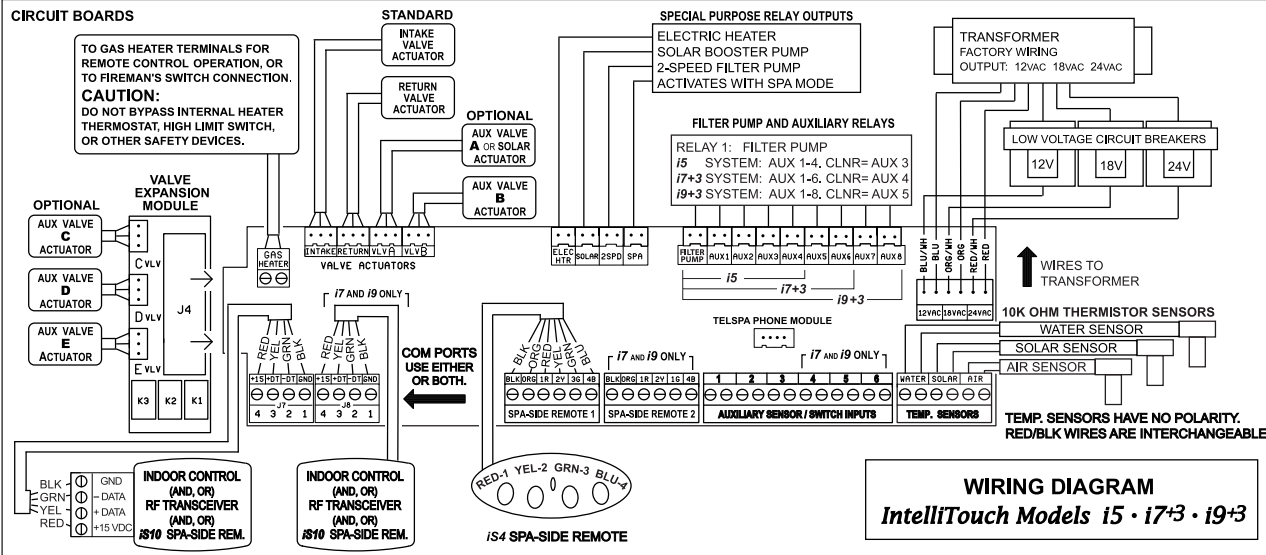 CIRCUIT BOARDS
TO GAS HEATER TERMINALS FOR
REMOTE CONTROL OPERATION, OR
TO FIREMAN'S SWITCH CONNECTION.
CAUTION:
DO NOT BYPASS INTERNAL HEATER
THERMOSTAT, HIGH LIMIT SWITCH,
OR OTHER SAFETY DEVICES.
STANDARD
INTAKE
VALVE
ACTUATOR
RETURN
VALVE
ACTUATOR
OPTIONAL
AUX VALVE
A OR SOLAR
ACTUATOR
AUX VALVE
B
ACTUATOR
SPECIAL PURPOSE RELAY OUTPUTS
ELECTRIC HEATER
SOLAR BOOSTER PUMP
2-SPEED FILTER PUMP
ACTIVATES WITH SPA MODE
FILTER PUMP AND AUXILIARY RELAYS
RELAY 1: FILTER PUMP
i5 SYSTEM: AUX 1-4. CLNR= AUX 3
i7+3 SYSTEM: AUX 1-6. CLNR= AUX 4
i9+3 SYSTEM: AUX 1-8. CLNR= AUX 5
TRANSFORMER
FACTORY WIRING
OUTPUT: 12VAC 18VAC 24VAC
LOW VOLTAGE CIRCUIT BREAKERS
12V 18V 24V
VALVE
EXPANSION
MODULE
OPTIONAL
AUX VALVE
C
ACTUATOR
AUX VALVE
D
ACTUATOR
AUX VALVE
E
ACTUATOR
C VLV
D VLV
E VLV
J4
K3 K2 K1
GAS
HEATER
INTAKE RETURN VLV A VLV B
VALVE ACTUATORS
ELEC
HTR SOLAR 2SPD SPA
FILTER
PUMP AUX1 AUX2 AUX3 AUX4 AUX5 AUX6 AUX7 AUX8
i5
i7+3
i9+3
BLU/WH BLU ORG/WH ORG RED/WH RED
12VAC 18VAC 24VAC
WIRES TO
TRANSFORMER
TELSPA PHONE MODULE
10K OHM THERMISTOR SENSORS
WATER SENSOR
SOLAR SENSOR
AIR SENSOR
i7 AND i9 ONLY
RED YEL GRN BLK
RED YEL GRN BLK
+15 +DT -DT GND
+15 +DT -DT GND
J7 J8
4 3 2 1
4 3 2 1
COM PORTS
USE EITHER
OR BOTH.
BLK ORG RED YEL GRN BLU
BLK ORG 1R 2Y 3G 4B
SPA-SIDE REMOTE 1
i7 AND i9 ONLY
BLK ORG 1R 2Y 1G 4B
SPA-SIDE REMOTE 2
i7 AND i9 ONLY
1 2 3 4 5 6
AUXILIARY SENSOR / SWITCH INPUTS
WATER SOLAR AIR
TEMP. SENSORS
TEMP. SENSORS HAVE NO POLARITY.
RED/BLK WIRES ARE INTERCHANGEABLE
BLK GND
GRN - DATA
YEL + DATA
RED +15 VDC
INDOOR CONTROL
(AND, OR)
RF TRANSCEIVER
(AND, OR)
iS10 SPA-SIDE REM.
INDOOR CONTROL
(AND, OR)
RF TRANSCEIVER
(AND, OR)
iS10 SPA-SIDE REM.
RED-1 YEL-2 GRN-3 BLU-4
iS4 SPA-SIDE REMOTE
WIRING DIAGRAM
IntelliTouch Models i5 · i7+3 · i9+3